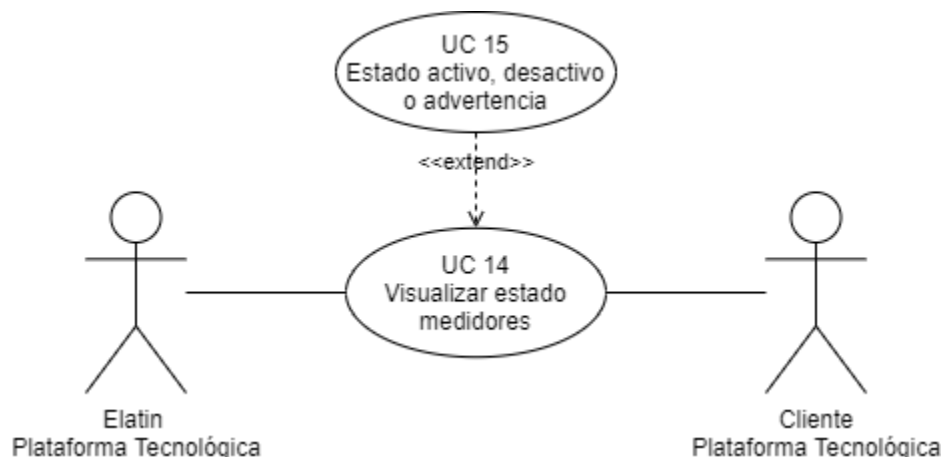 UC 15
Estado activo, desactivo
o advertencia
<<extend>>
UC 14
Visualizar estado
medidores
Elatin
Plataforma Tecnológica
Cliente
Plataforma Tecnológica